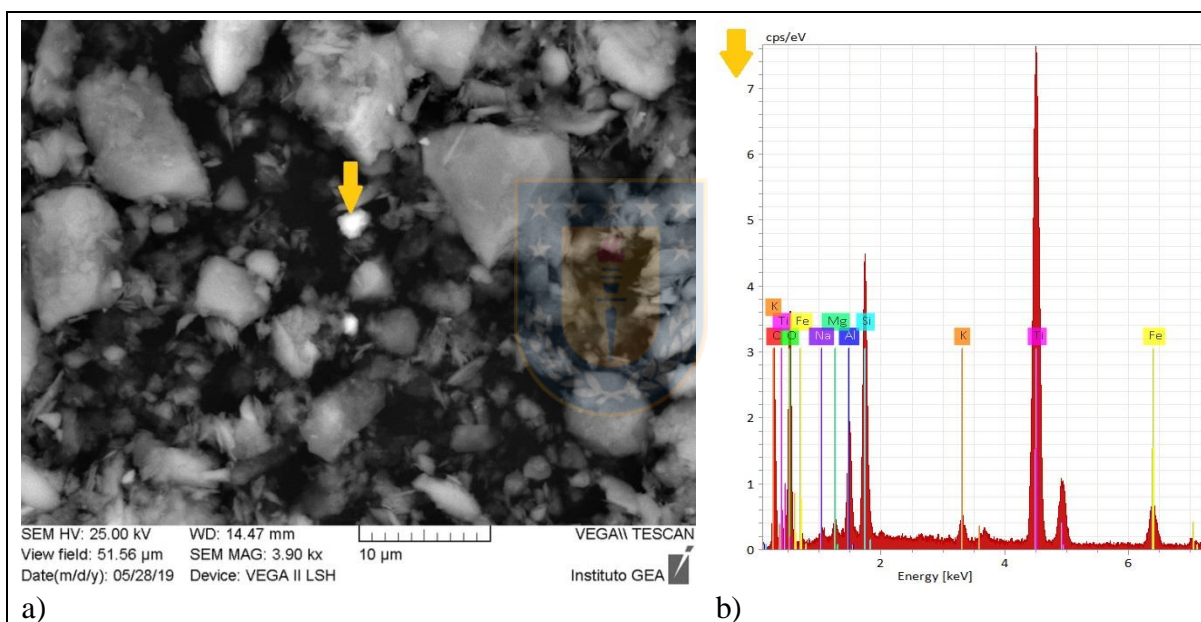 SEM HV: 25.00 kV WD: 14.47 mm VEGA\\ TESCAN
View field: 51.56 µm SEM MAG: 3.90 kx 10 µm
Date(m/d/y): 05/28/19 Device: VEGA II LSH Instituto GEA
a)
cps/eV
7
6
5
4
3
2
1
0
K
Ti Fe Mg Si
C O Na Al K Ti Fe
2 4 6
Energy [keV]
b)